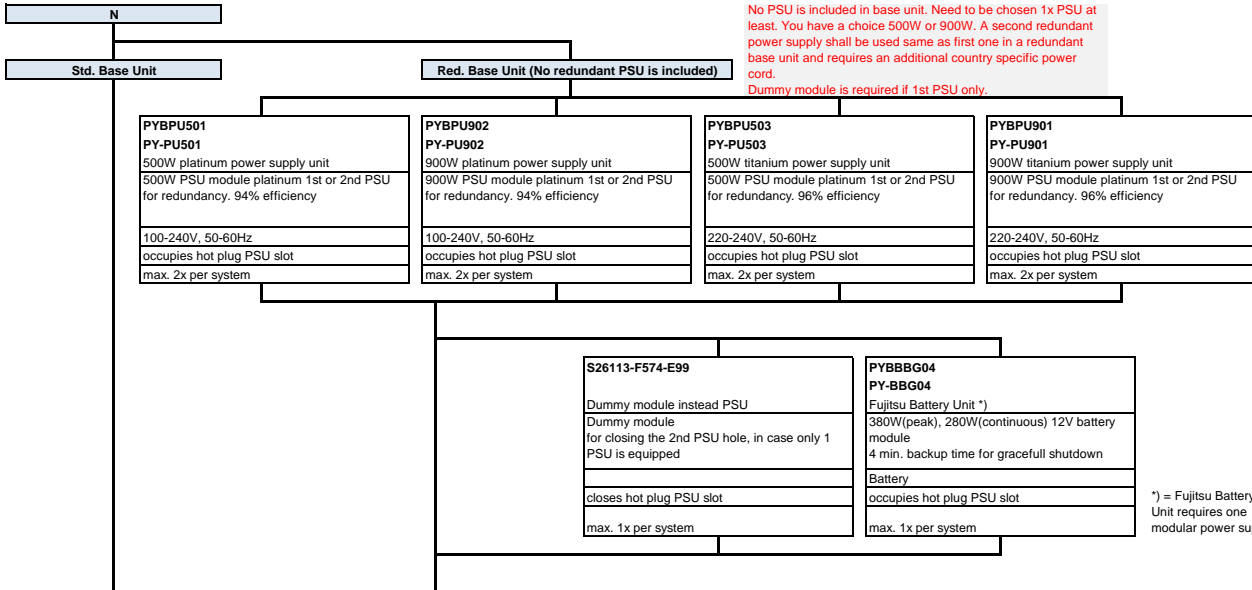 N
No PSU is included in base unit. Need to be chosen 1x PSU at
least. You have a choice 500W or 900W. A second redundant
power supply shall be used same as first one in a redundant
base unit and requires an additional country specific power
cord.
Dummy module is required if 1st PSU only.
Std. Base Unit
Red. Base Unit (No redundant PSU is included)
PYBPU501
PY-PU501
500W platinum power supply unit
500W PSU module platinum 1st or 2nd PSU
for redundancy. 94% efficiency
100-240V, 50-60Hz
occupies hot plug PSU slot
max. 2x per system
PYBPU902
PY-PU902
900W platinum power supply unit
900W PSU module platinum 1st or 2nd PSU
for redundancy. 94% efficiency
100-240V, 50-60Hz
occupies hot plug PSU slot
max. 2x per system
PYBPU503
PY-PU503
500W titanium power supply unit
500W PSU module platinum 1st or 2nd PSU
for redundancy. 96% efficiency
220-240V, 50-60Hz
occupies hot plug PSU slot
max. 2x per system
PYBPU901
PY-PU901
900W titanium power supply unit
900W PSU module platinum 1st or 2nd PSU
for redundancy. 96% efficiency
220-240V, 50-60Hz
occupies hot plug PSU slot
max. 2x per system
S26113-F574-E99
Dummy module instead PSU
Dummy module
for closing the 2nd PSU hole, in case only 1
PSU is equipped
closes hot plug PSU slot
max. 1x per system
PYBBBG04
PY-BBG04
Fujitsu Battery Unit *)
380W(peak), 280W(continuous) 12V battery
module
4 min. backup time for gracefull shutdown
Battery
occupies hot plug PSU slot
max. 1x per system
*) = Fujitsu Battery
Unit requires one
modular power su